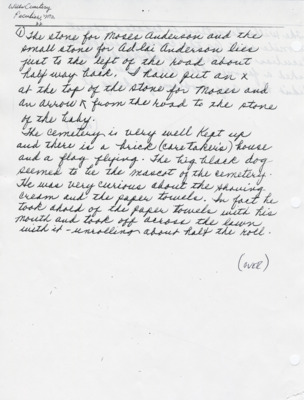 Cemetery
① The stone for Moses Anderson and the
small stone for Adlai Anderson lies
just to the left of the road about
half way back. I have put an x
at the top of the stone for Moses and
an arrow ↖ from the road to the stone
of the baby.
The cemetery is very well kept up
and there is a brick (caretaker's) house
and a flag flying. The big black dog
seemed to be the mascot of the cemetery.
He was very curious about the shaving
cream and the paper towels. In fact he
took ahold of the paper towels with his
mouth and took off across the lawn
with it - unrolling about half the roll.
(over)